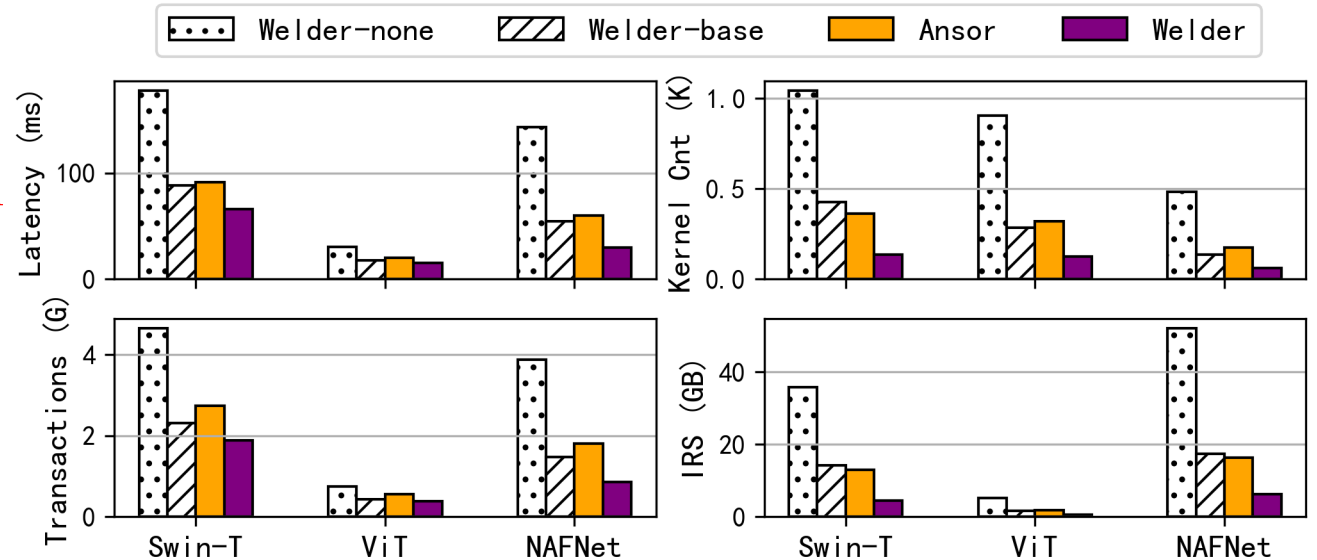 Welder-none Welder-base Ansor Welder
Latency (ms)
100
0
Kernel Cnt (K)
1.0
0.5
0.0
Transactions (G)
4
2
0
Swin-T ViT NAFNet
IRS (GB)
40
20
0
Swin-T ViT NAFNet